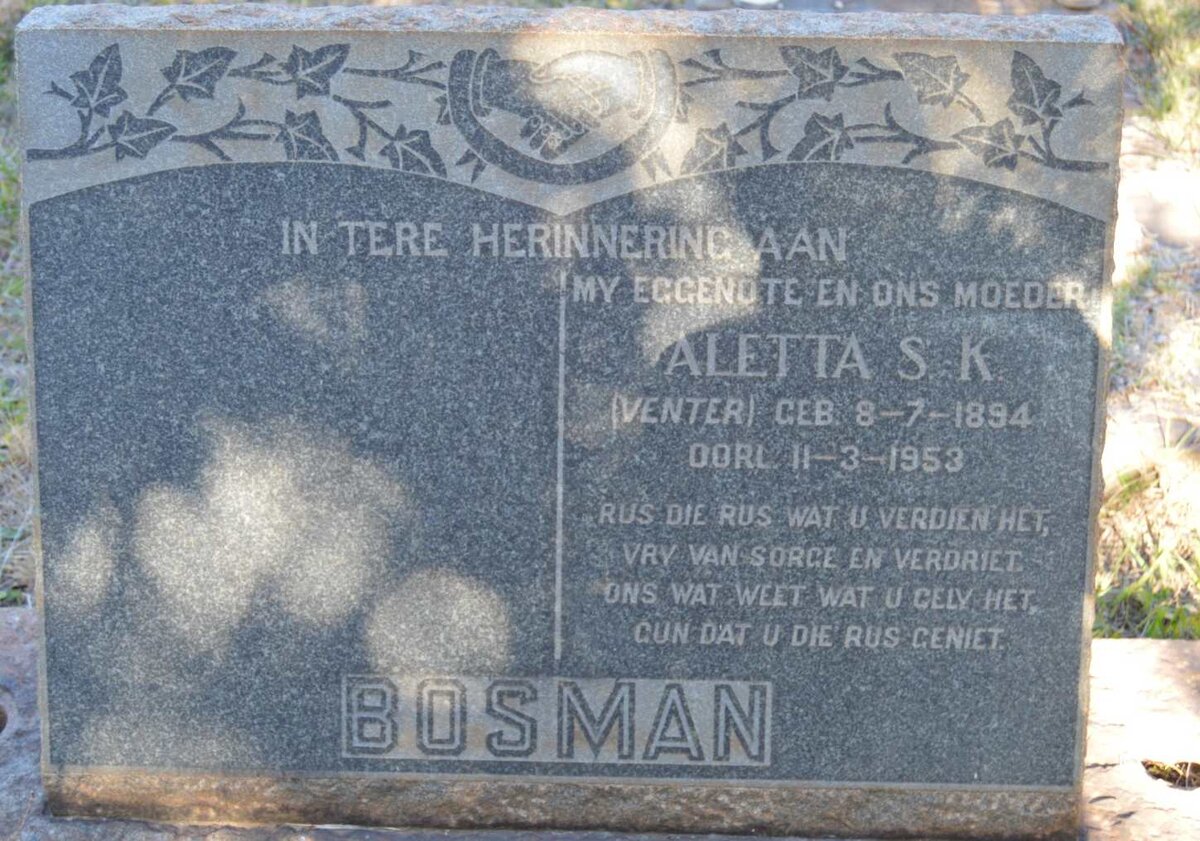 IN TERE HERINNERING AAN
MY EGGENOTE EN ONS MOEDER
ALETTA S. K.
(VENTER) GEB. 8-7-1894
OORL. 11-3-1953
RUS DIE RUS WAT U VERDIEN HET,
VRY VAN SORGE EN VERDRIET.
ONS WAT WEET WAT U GELY HET,
GUN DAT U DIE RUS GENIET.
BOSMAN